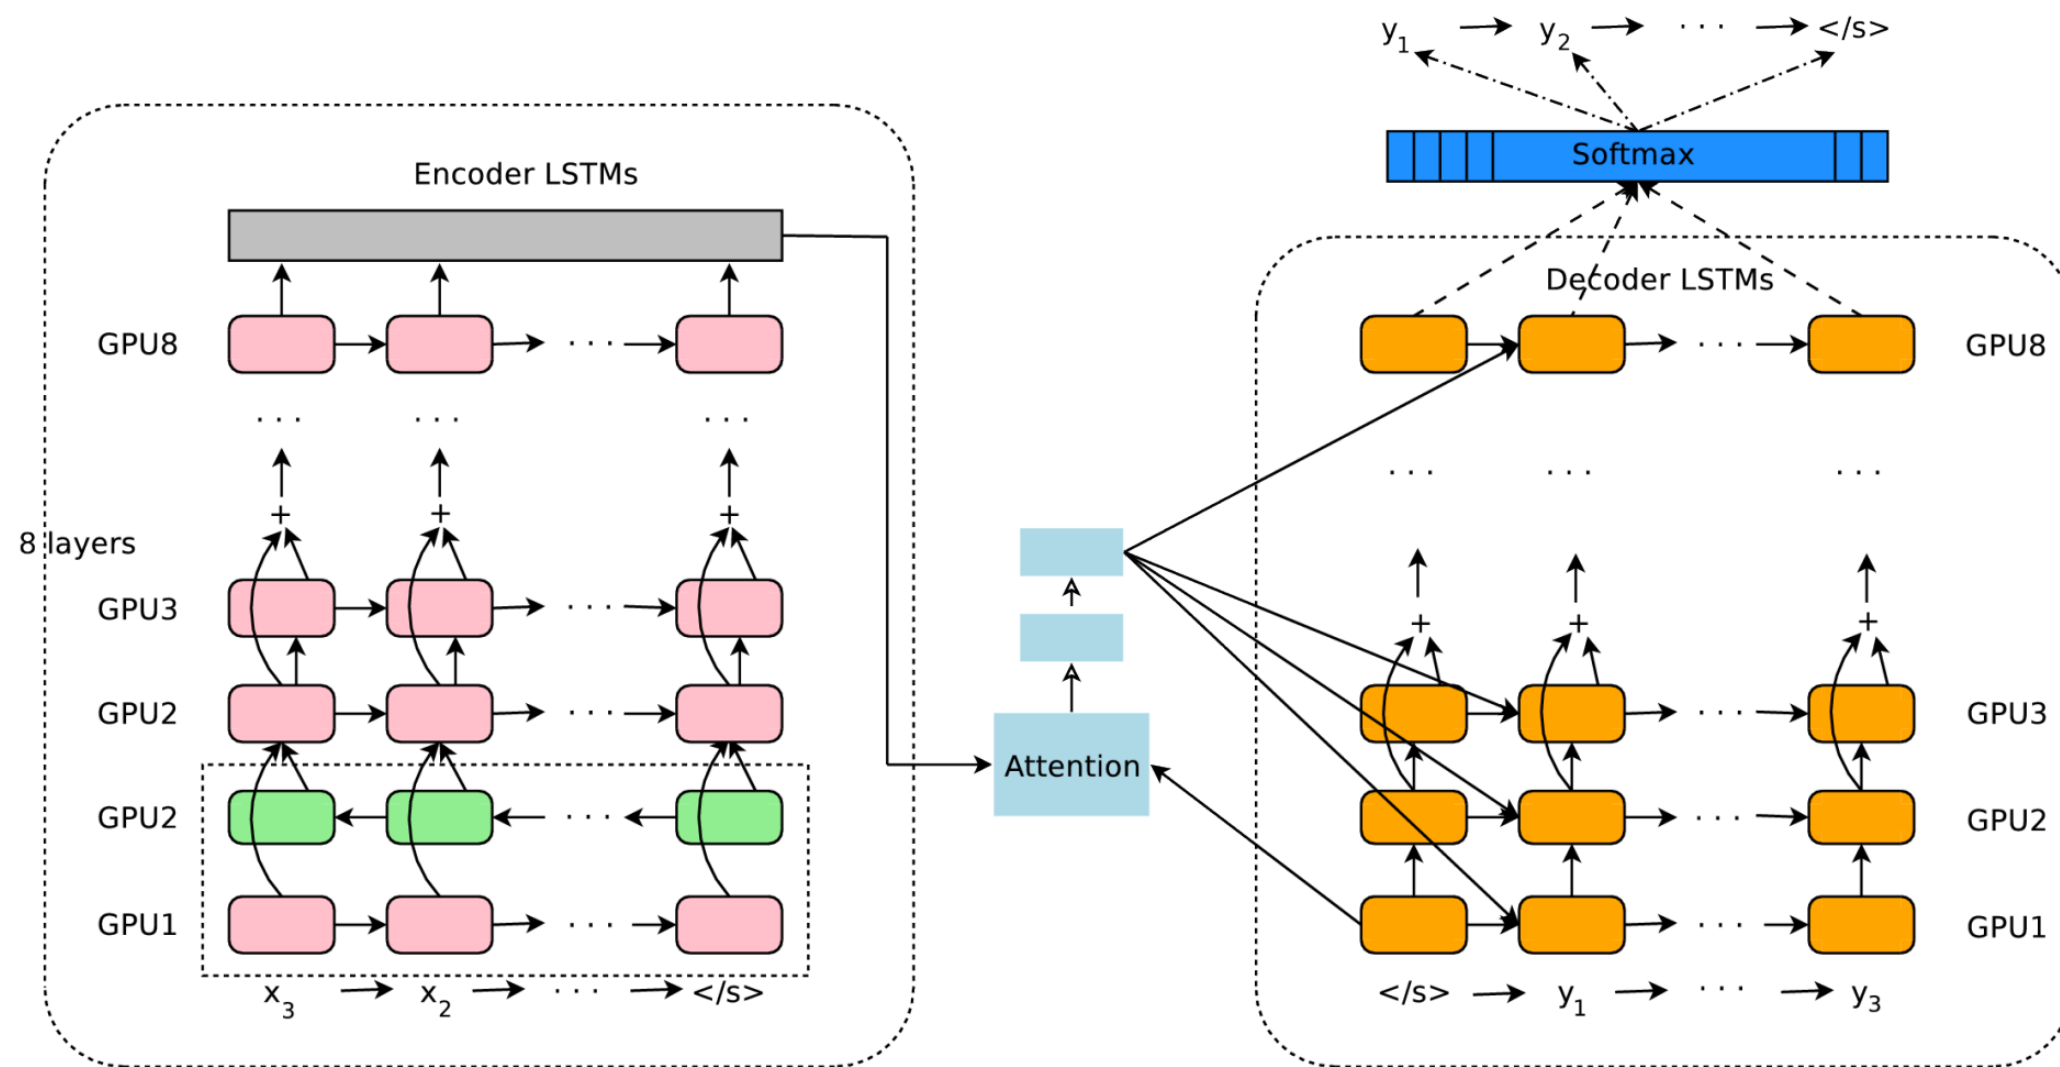 y1 y2 ... </s>
Softmax
Encoder LSTMs
Decoder LSTMs
GPU8 ... GPU8
... ... ...
... ... ...
+ + +
8 layers
GPU3 ...
+ + +
GPU2 ... ... GPU3
Attention
GPU2 ... ... GPU2
GPU1 ... ... GPU1
x3 x2 ... </s>
</s> y1 ... y3